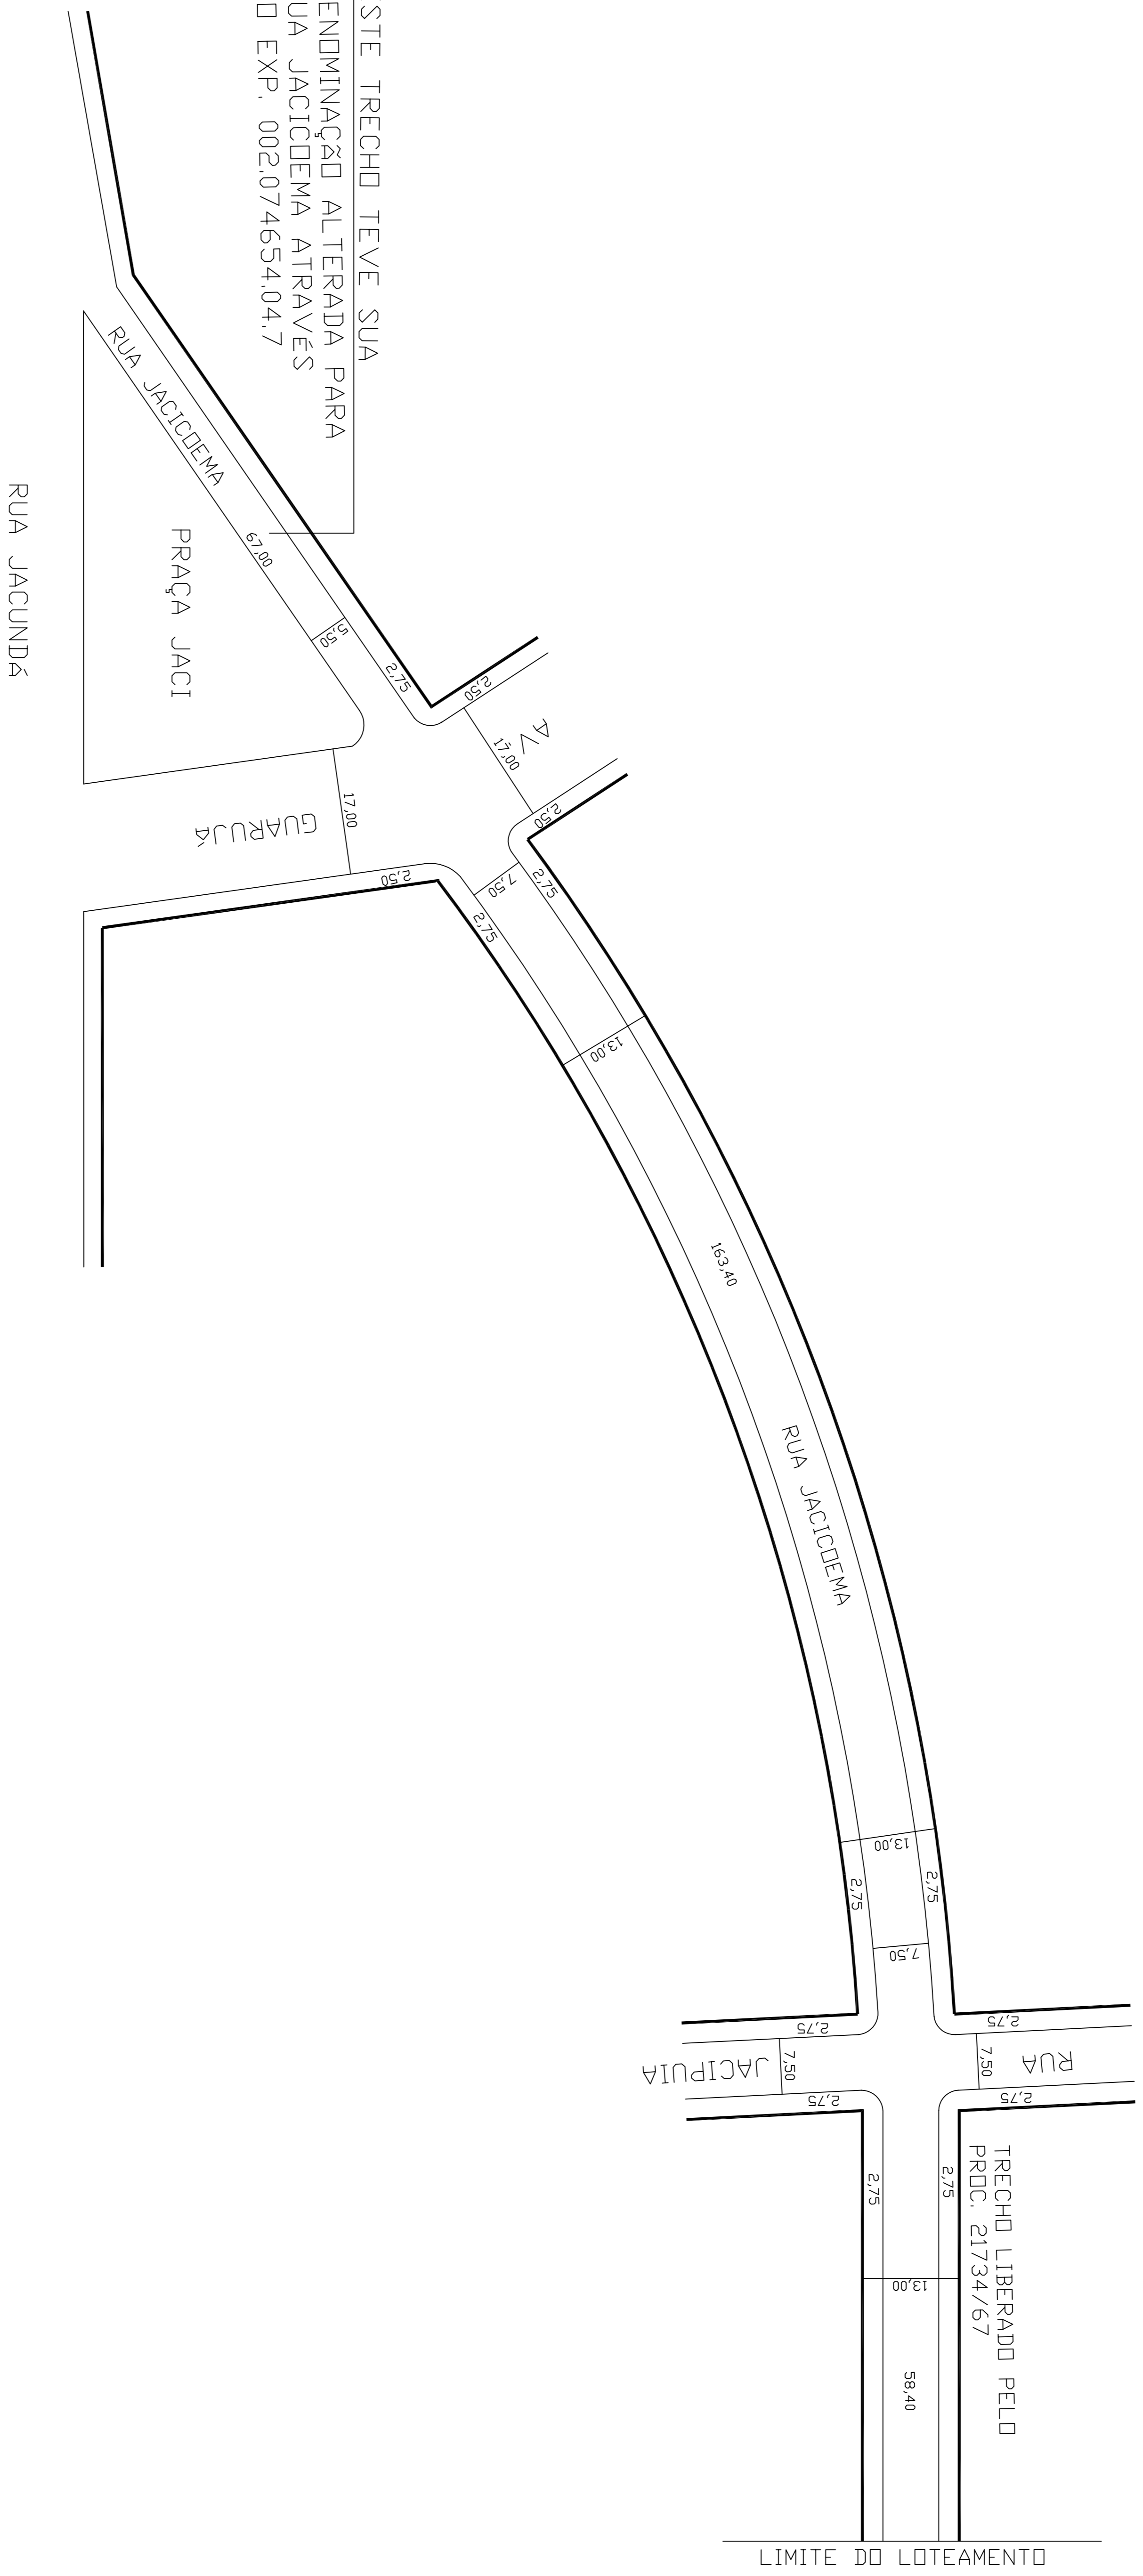 STE TRECHO TEVE SUA
ENOMINAÇÃO ALTERADA PARA
UA JACICOEMA ATRAVÉS
O EXP. 002.074654.04.7
RUA JACICOEMA
67,00
5,50
2,75
PRAÇA JACI
RUA JACUNDÁ
2,50
AV
17,00
2,50
17,00
GUARUJÁ
2,50
7,50
2,75
2,75
13,00
163,40
RUA JACICOEMA
13,00
2,75
2,75
7,50
2,75
2,75
RUA
7,50
7,50
JACIPUIA
2,75
2,75
2,75
2,75
TRECHO LIBERADO PELO
PROC. 21734/67
13,00
58,40
LIMITE DO LOTEAMENTO